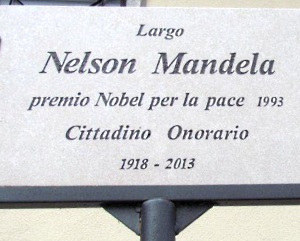 Largo
Nelson Mandela
premio Nobel per la pace 1993
Cittadino Onorario
1918 - 2013